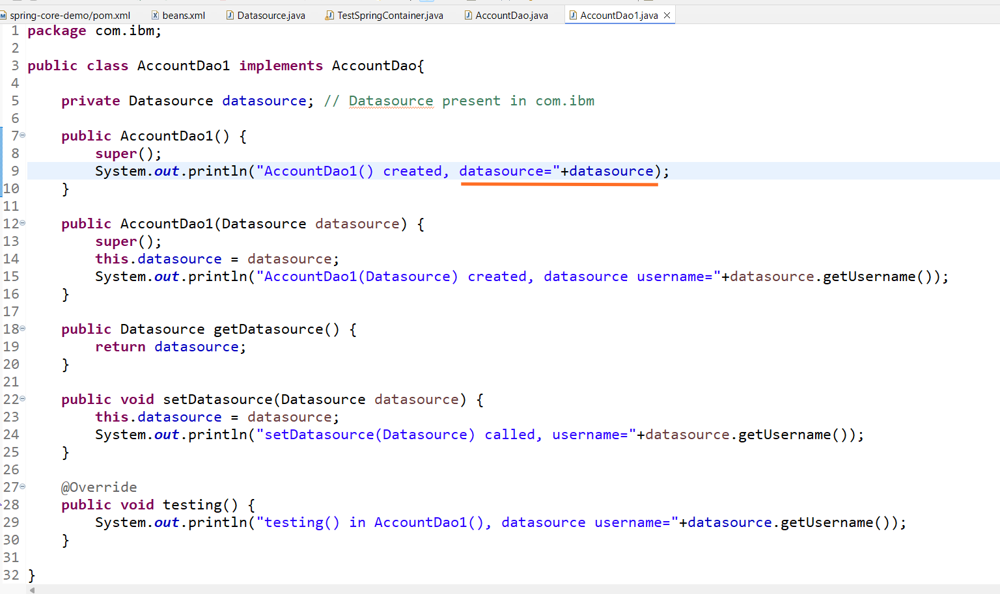 spring-core-demo/pom.xml beans.xml Datasource.java TestSpringContainer.java AccountDao.java AccountDao1.java
1 package com.ibm;
2
3 public class AccountDao1 implements AccountDao{
4
5 private Datasource datasource; // Datasource present in com.ibm
6
7 public AccountDao1() {
8 super();
9 System.out.println("AccountDao1() created, datasource="+datasource);
10 }
11
12 public AccountDao1(Datasource datasource) {
13 super();
14 this.datasource = datasource;
15 System.out.println("AccountDao1(Datasource) created, datasource username="+datasource.getUsername());
16 }
17
18 public Datasource getDatasource() {
19 return datasource;
20 }
21
22 public void setDatasource(Datasource datasource) {
23 this.datasource = datasource;
24 System.out.println("setDatasource(Datasource) called, username="+datasource.getUsername());
25 }
26
27 @Override
28 public void testing() {
29 System.out.println("testing() in AccountDao1(), datasource username="+datasource.getUsername());
30 }
31
32 }